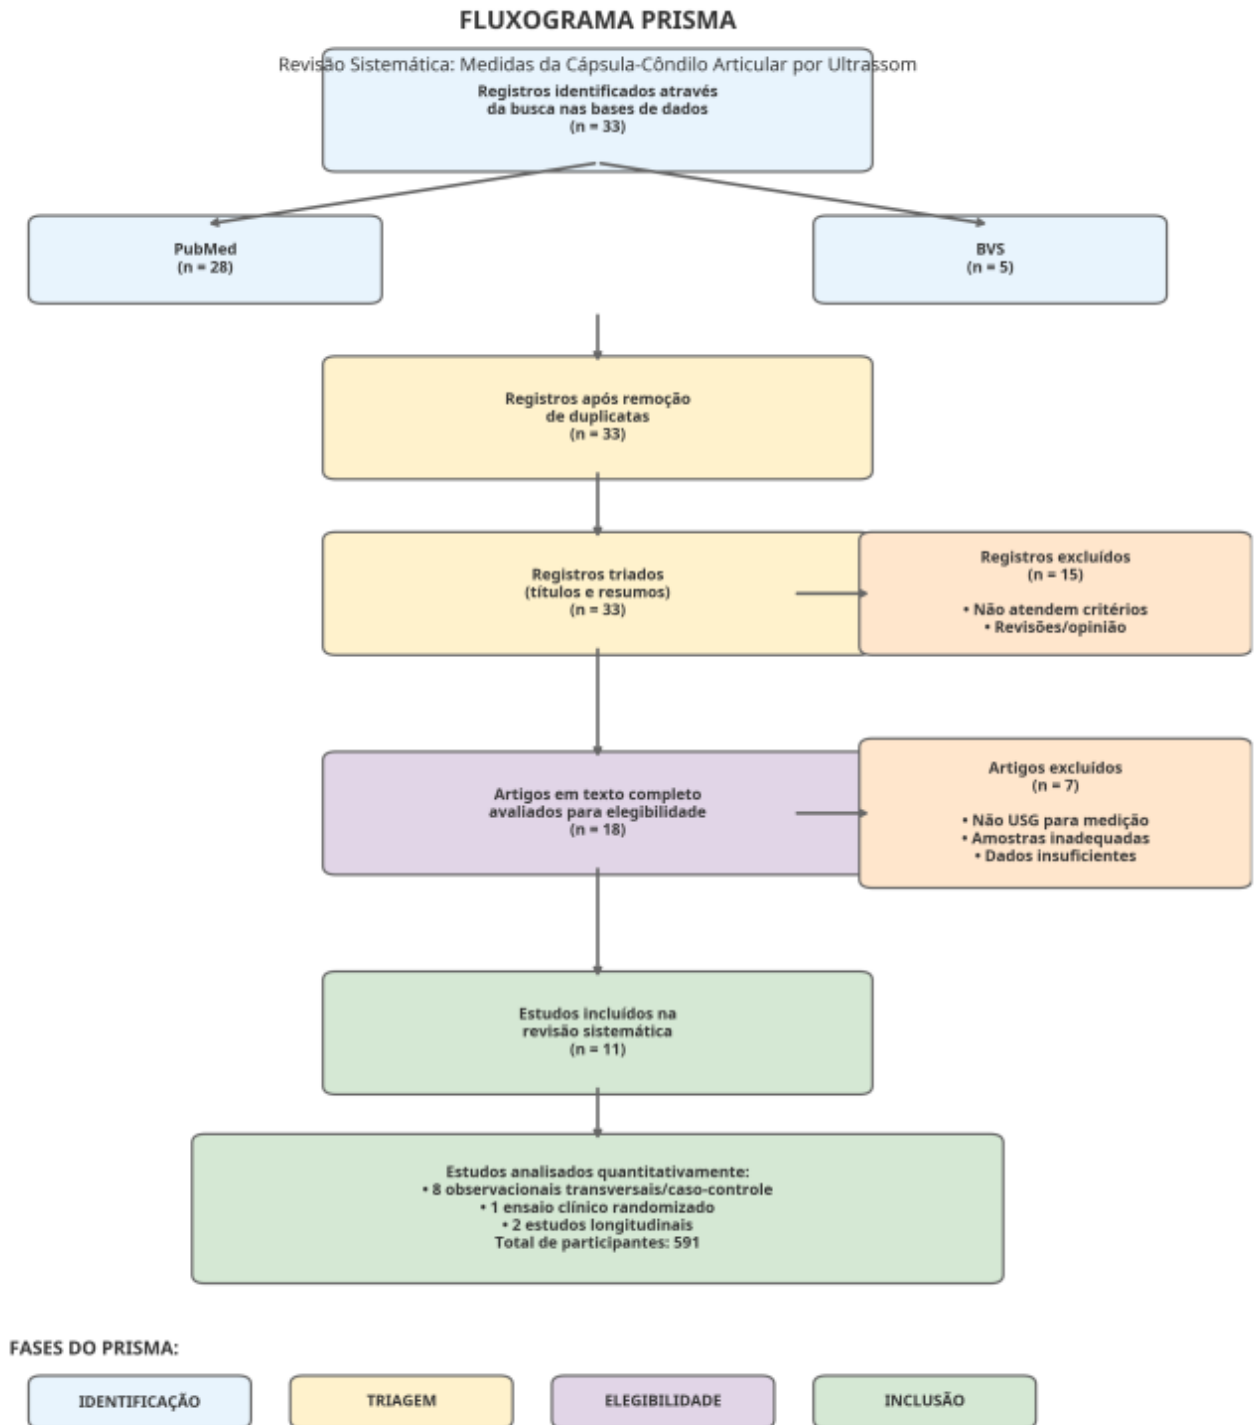 FLUXOGRAMA PRISMA
Revisão Sistemática: Medidas da Cápsula-Côndilo Articular por Ultrassom
Registros identificados através
da busca nas bases de dados
(n = 33)
PubMed
(n = 28)
BVS
(n = 5)
Registros após remoção
de duplicatas
(n = 33)
Registros triados
(títulos e resumos)
(n = 33)
Registros excluídos
(n = 15)
• Não atendem critérios
• Revisões/opinião
Artigos em texto completo
avaliados para elegibilidade
(n = 18)
Artigos excluídos
(n = 7)
• Não USG para medição
• Amostras inadequadas
• Dados insuficientes
Estudos incluídos na
revisão sistemática
(n = 11)
Estudos analisados quantitativamente:
• 8 observacionais transversais/caso-controle
• 1 ensaio clínico randomizado
• 2 estudos longitudinais
Total de participantes: 591
FASES DO PRISMA:
IDENTIFICAÇÃO
TRIAGEM
ELEGIBILIDADE
INCLUSÃO